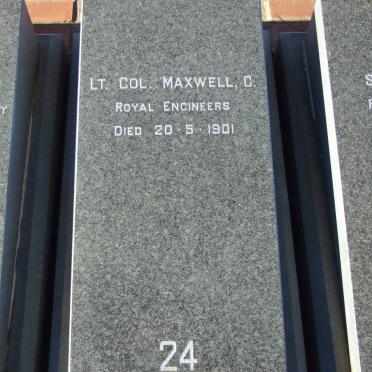 LT. COL. MAXWELL, C.
ROYAL ENGINEERS
DIED 20·5·1901
24